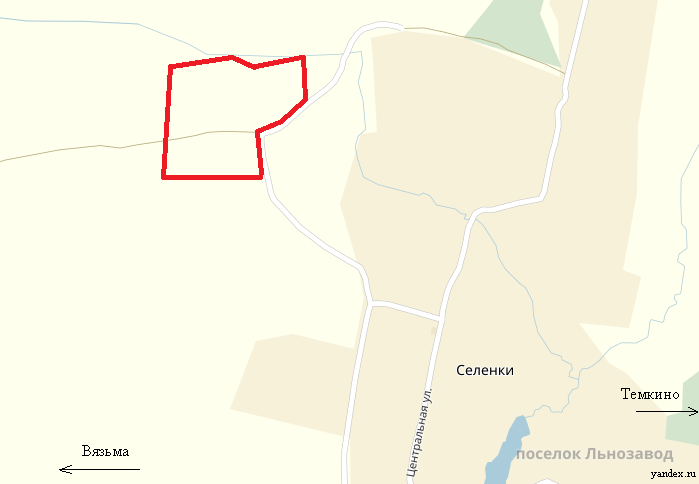 Селенки
Темкино
Центральная ул.
Вязьма
поселок Льнозавод
yandex.ru